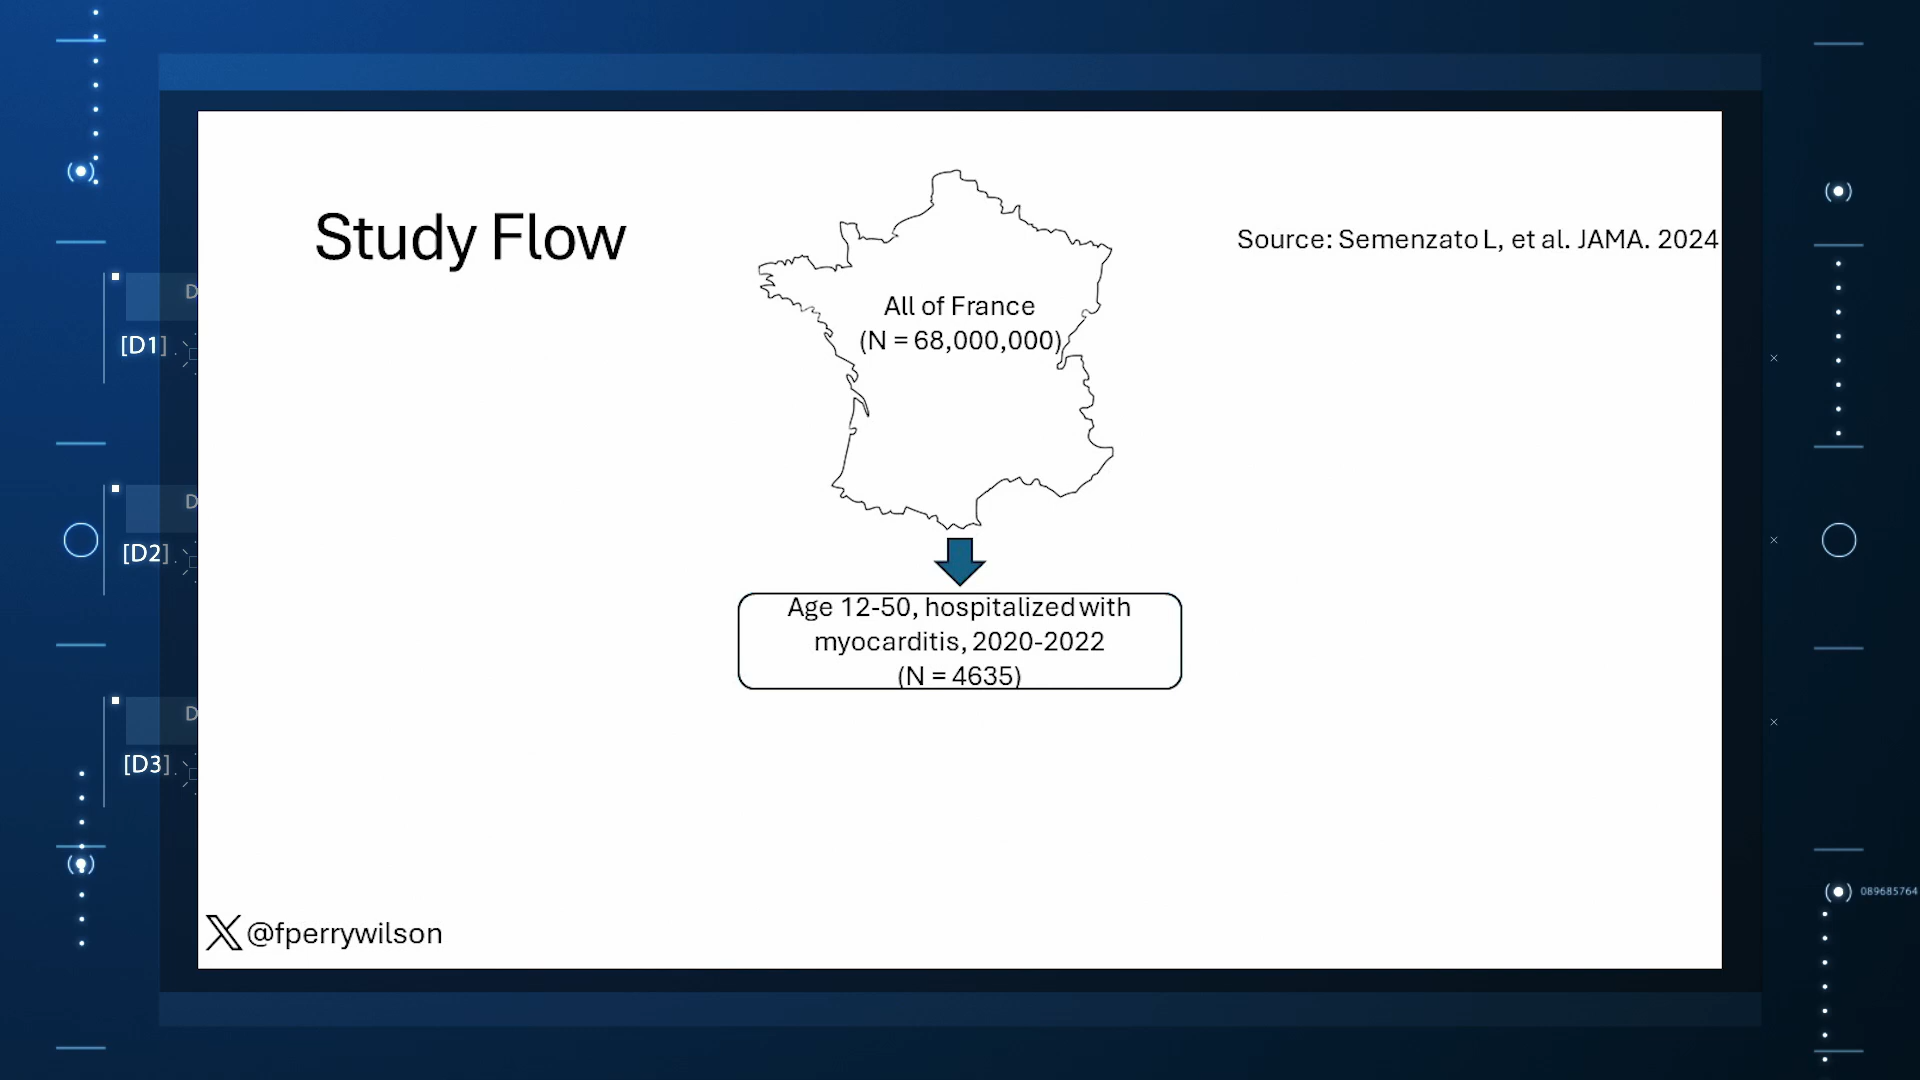 Study Flow
Source: Semenzato L, et al. JAMA. 2024
All of France
(N = 68,000,000)
Age 12-50, hospitalized with
myocarditis, 2020-2022
(N = 4635)
@fperrywilson
D
[D1]
D
[D2]
D
[D3]
089685764